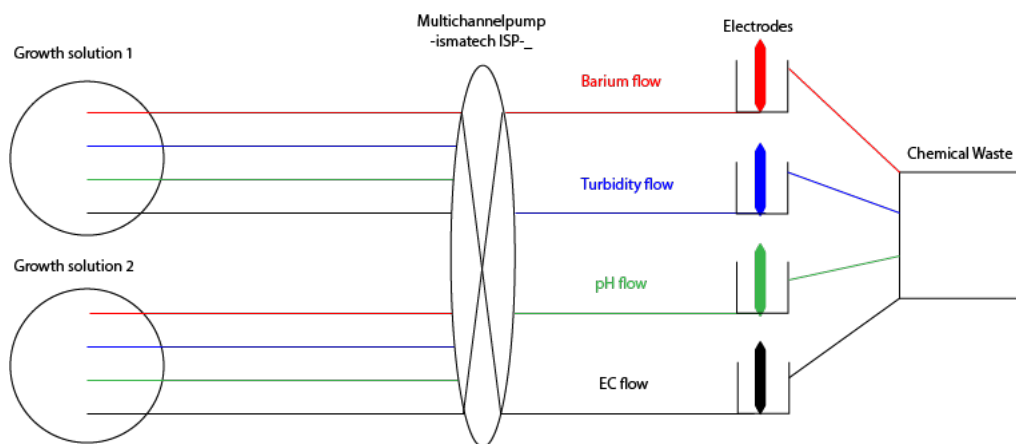 Multichannelpump
-ismatech ISP-_
Electrodes
Growth solution 1
Barium flow
Chemical Waste
Turbidity flow
Growth solution 2
pH flow
EC flow